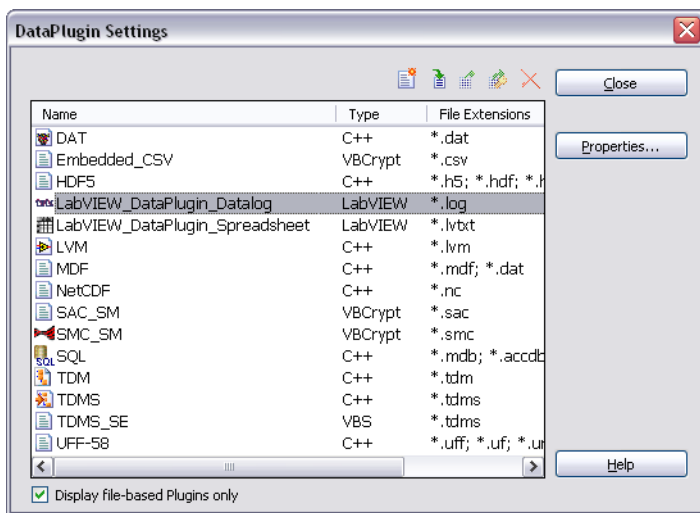 DataPlugin Settings
Close
Name Type File Extensions
Properties...
DAT C++ *.dat
Embedded_CSV VBCrypt *.csv
HDF5 C++ *.h5; *.hdf; *.h
LabVIEW_DataPlugin_Datalog LabVIEW *.log
LabVIEW_DataPlugin_Spreadsheet LabVIEW *.lvtxt
LVM C++ *.lvm
MDF C++ *.mdf; *.dat
NetCDF C++ *.nc
SAC_SM VBCrypt *.sac
SMC_SM VBCrypt *.smc
SQL SQL C++ *.mdb; *.accdb
TDM C++ *.tdm
TDMS C++ *.tdms
TDMS_SE VBS *.tdms
UFF-58 C++ *.uff; *.uf; *.un
Help
Display file-based Plugins only